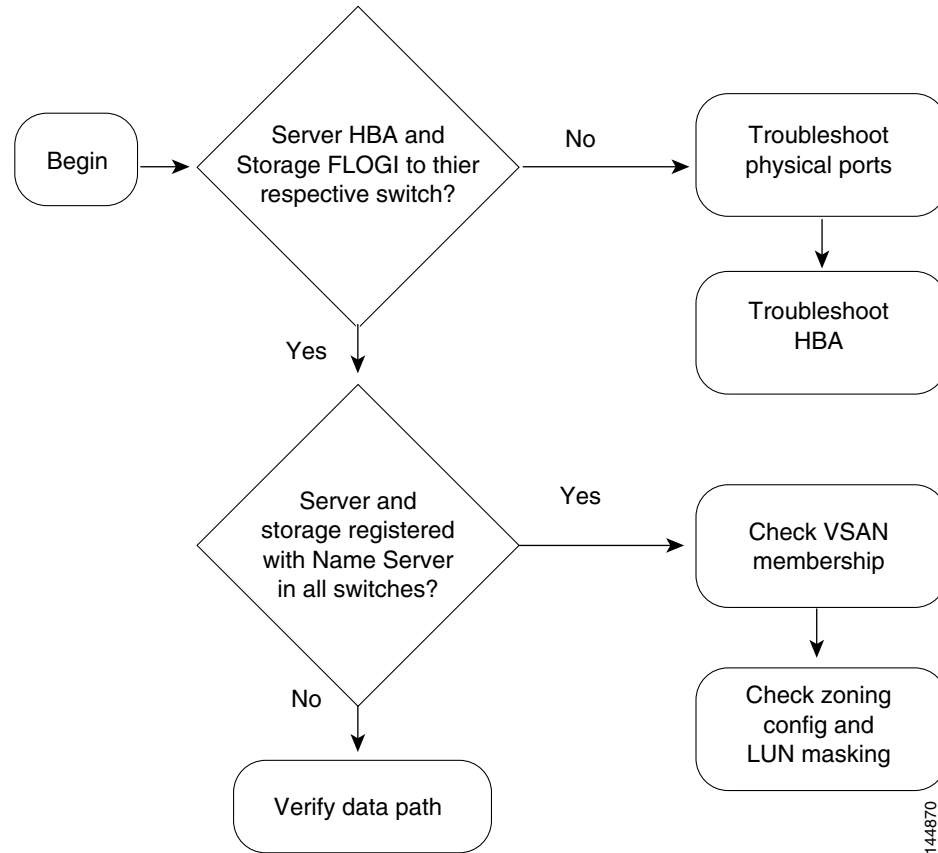 Begin
Server HBA and
Storage FLOGI to thier
respective switch?
No
Troubleshoot
physical ports
Troubleshoot
HBA
Yes
Server and
storage registered
with Name Server
in all switches?
Yes
Check VSAN
membership
Check zoning
config and
LUN masking
No
Verify data path
144870